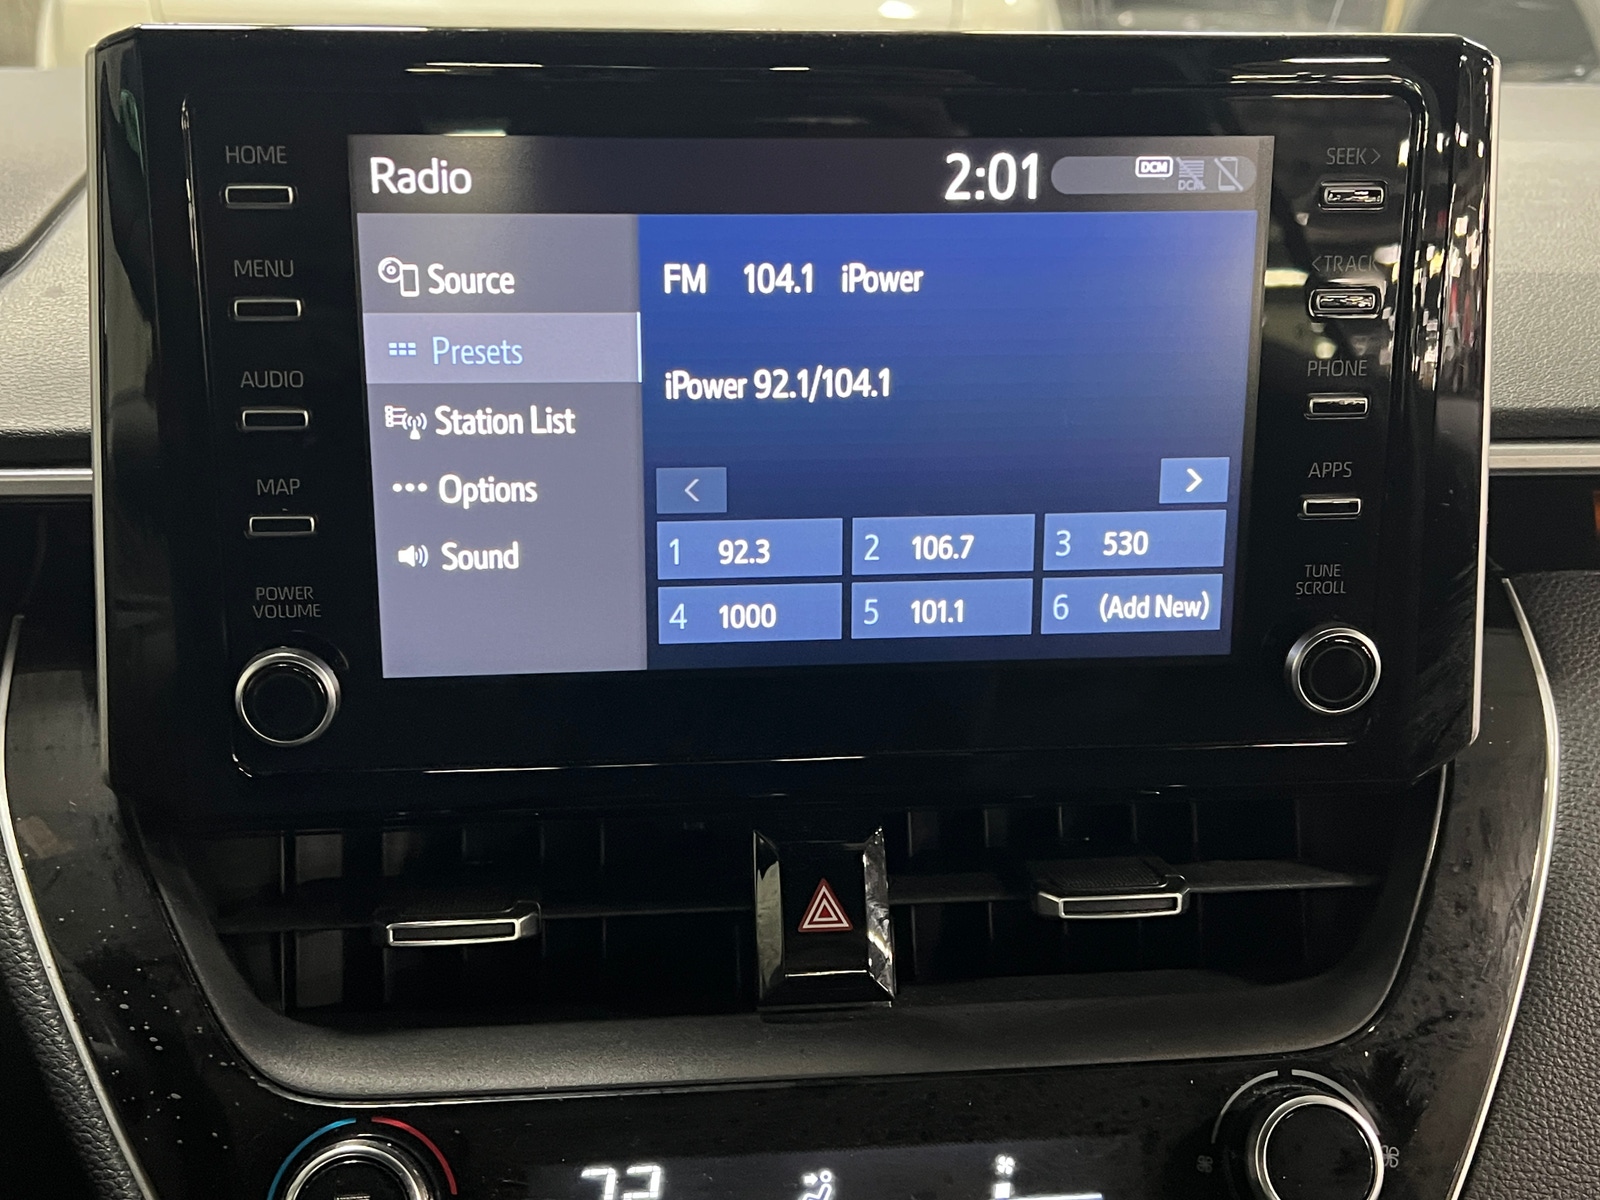 HOME
MENU
AUDIO
MAP
POWER
VOLUME
Radio
2:01
DCM
DCM
Source
Presets
Station List
Options
Sound
FM 104.1 iPower
iPower 92.1/104.1
<
>
1 92.3
2 106.7
3 530
4 1000
5 101.1
6 (Add New)
SEEK>
<TRACK
PHONE
APPS
TUNE
SCROLL